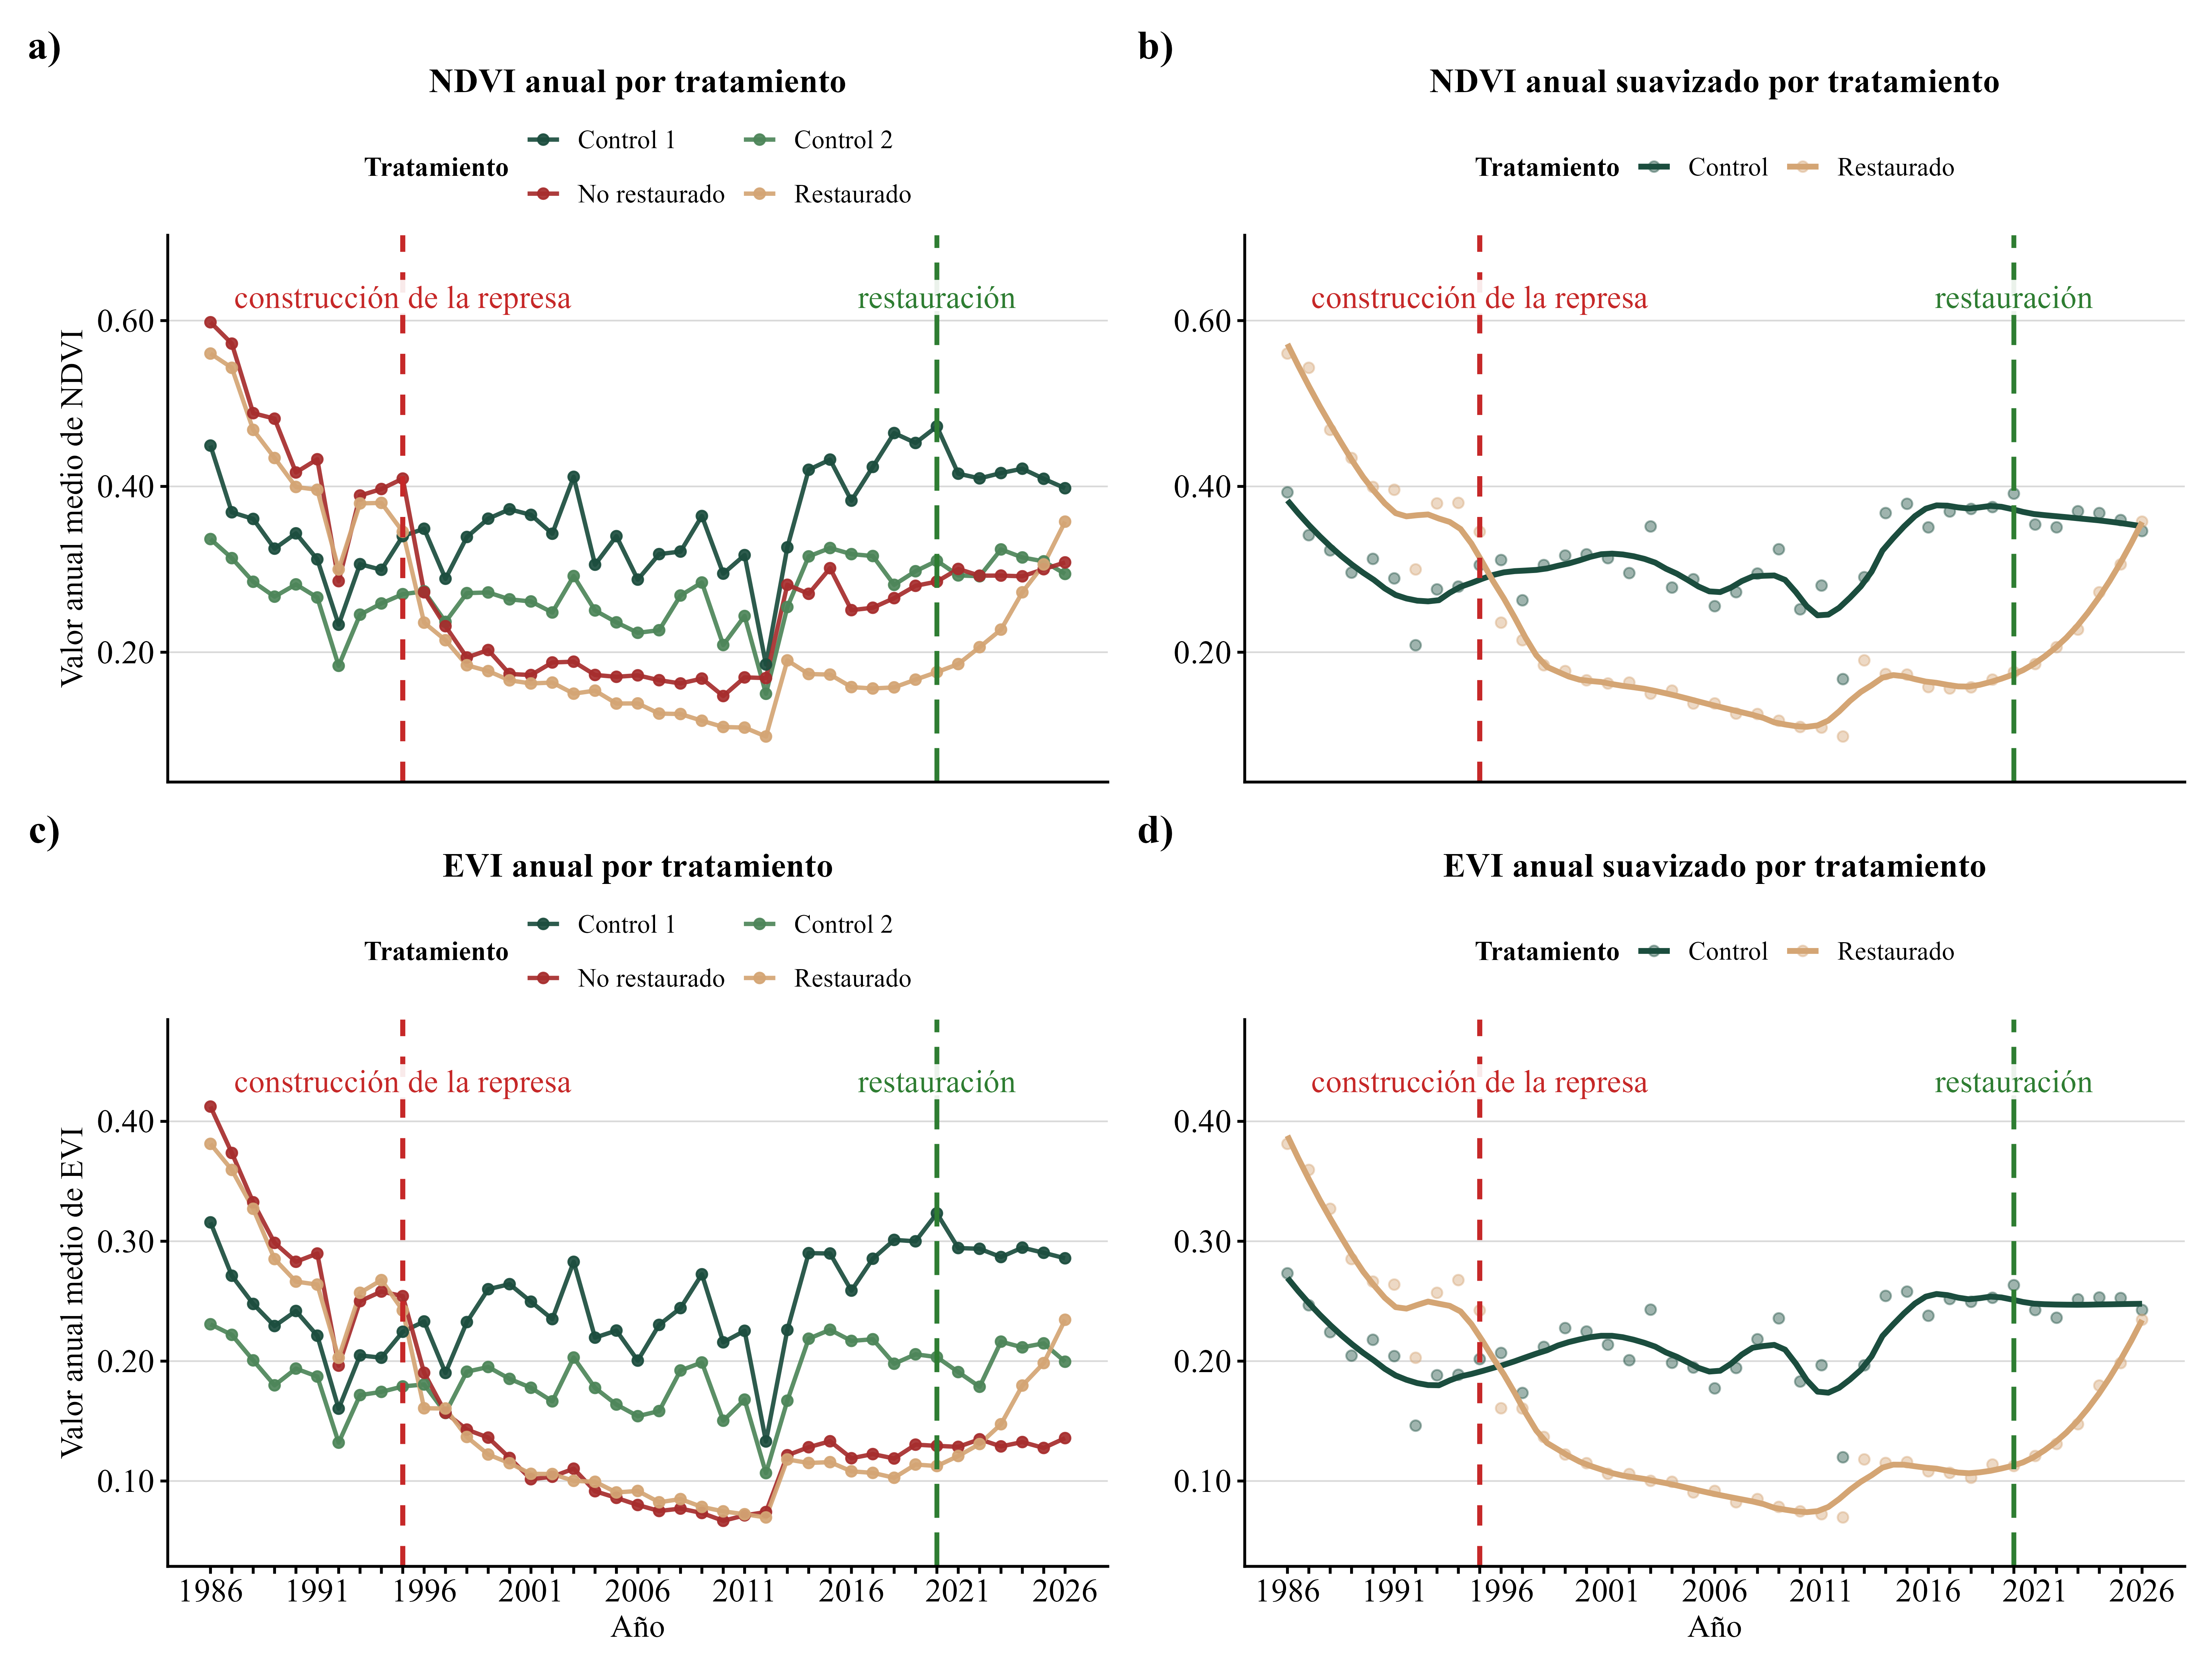 a)
NDVI anual por tratamiento
Tratamiento
Control 1
Control 2
No restaurado
Restaurado
construcción de la represa
restauración
Valor anual medio de NDVI
0.60
0.40
0.20
b)
NDVI anual suavizado por tratamiento
Tratamiento Control Restaurado
construcción de la represa
restauración
0.60
0.40
0.20
c)
EVI anual por tratamiento
Tratamiento
Control 1
Control 2
No restaurado
Restaurado
construcción de la represa
restauración
Valor anual medio de EVI
0.40
0.30
0.20
0.10
1986 1991 1996 2001 2006 2011 2016 2021 2026
Año
d)
EVI anual suavizado por tratamiento
Tratamiento Control Restaurado
construcción de la represa
restauración
0.40
0.30
0.20
0.10
1986 1991 1996 2001 2006 2011 2016 2021 2026
Año